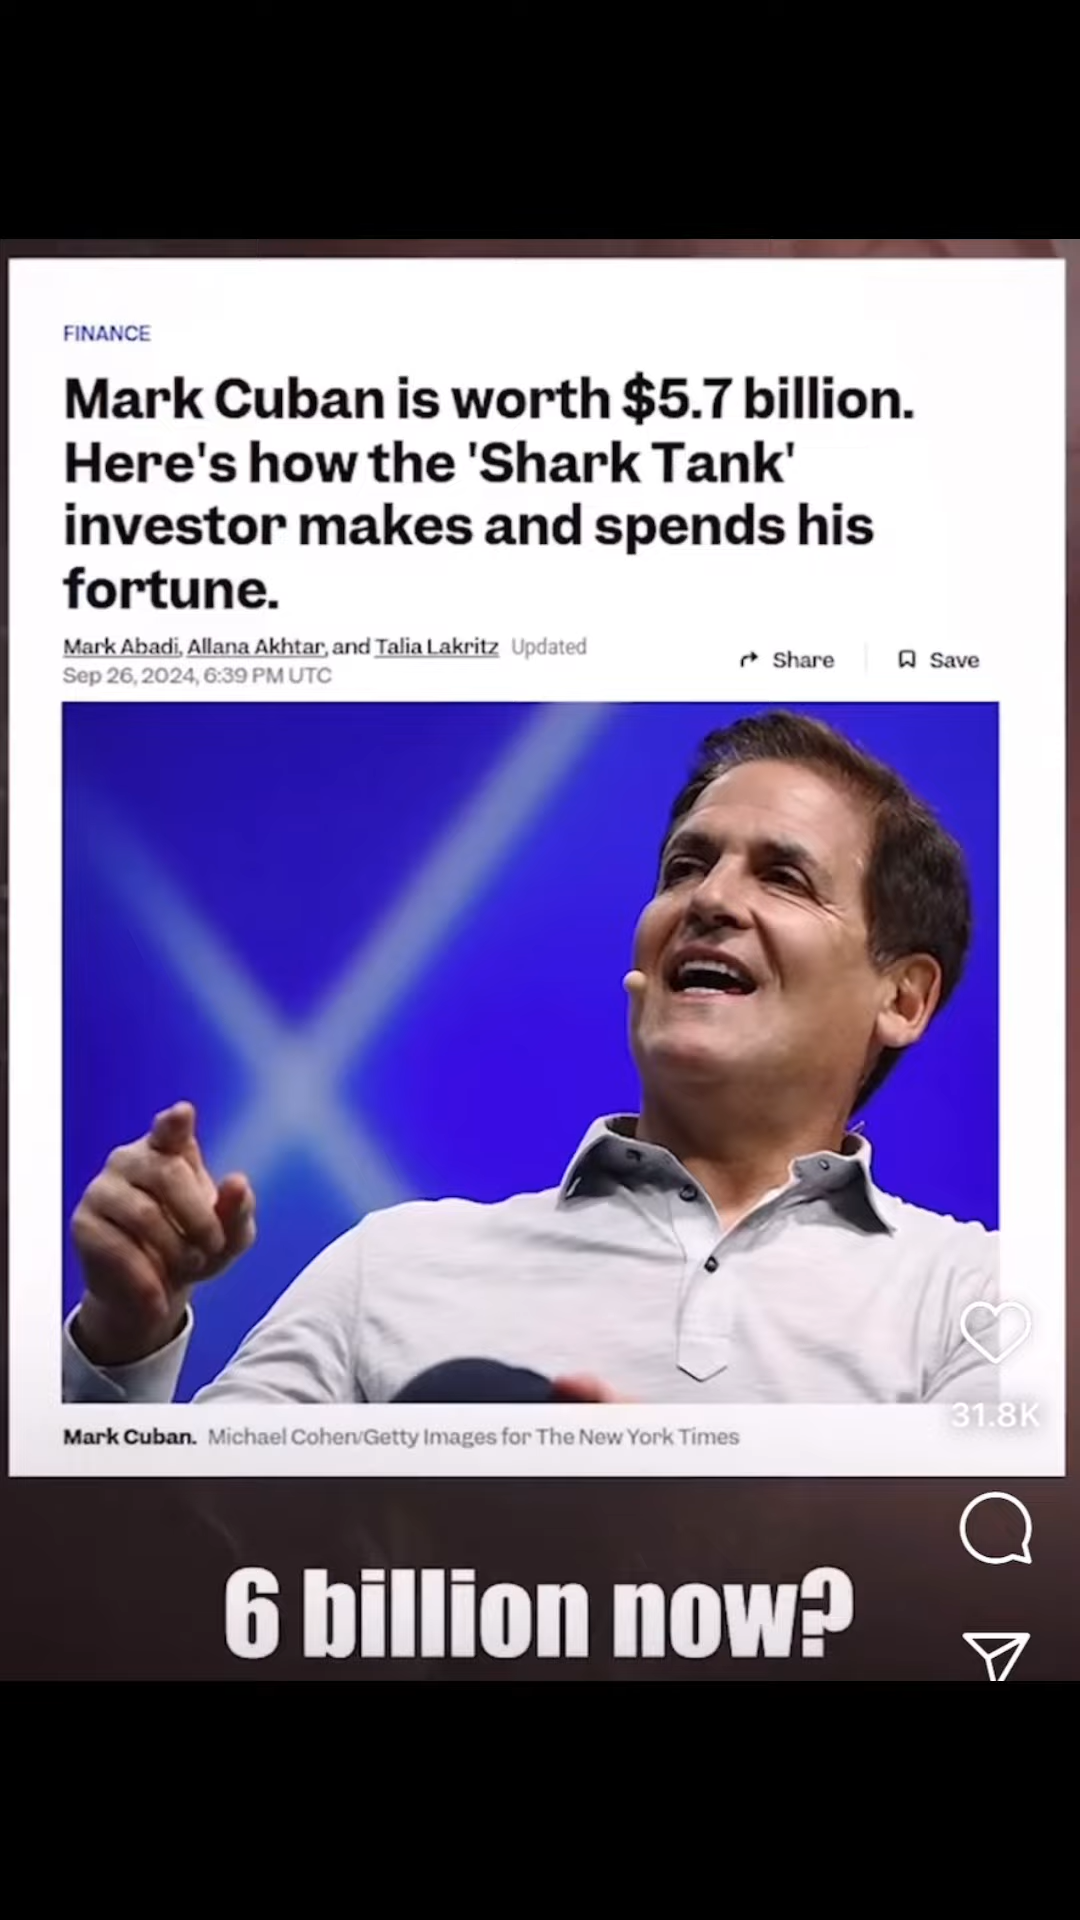 FINANCE
Mark Cuban is worth $5.7 billion.
Here's how the 'Shark Tank'
investor makes and spends his
fortune.
Mark Abadi, Allana Akhtar, and Talia Lakritz Updated
Sep 26, 2024, 6:39 PM UTC
Share
Save
31.8K
Mark Cuban. Michael Cohen/Getty Images for The New York Times
6 billion now?